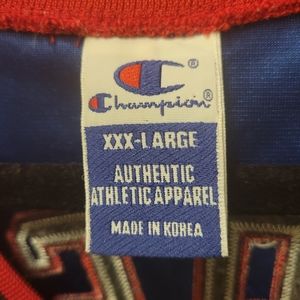 Champion
XXX-LARGE
AUTHENTIC
ATHLETIC APPAREL
MADE IN KOREA